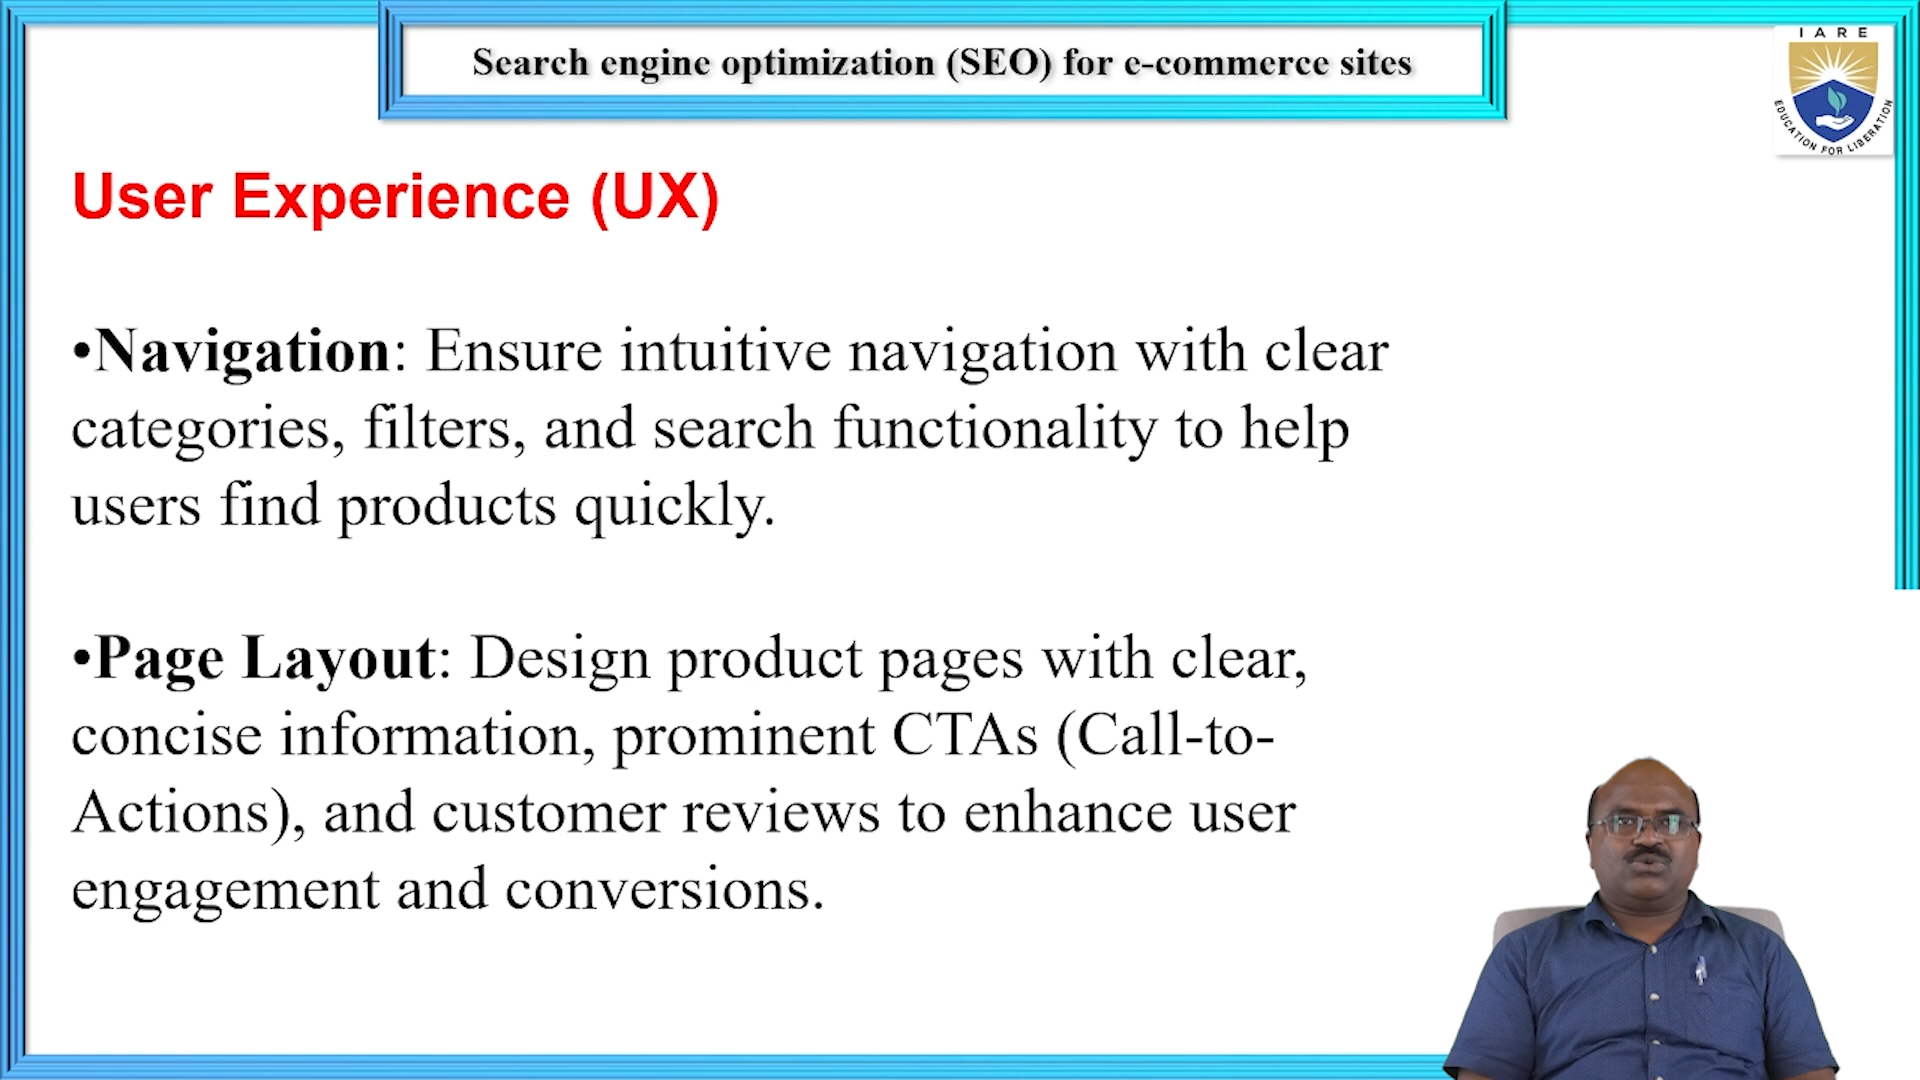 Search engine optimization (SEO) for e-commerce sites
IARE
EDUCATION FOR LIBERATION
User Experience (UX)
•Navigation: Ensure intuitive navigation with clear
categories, filters, and search functionality to help
users find products quickly.
•Page Layout: Design product pages with clear,
concise information, prominent CTAs (Call-to-
Actions), and customer reviews to enhance user
engagement and conversions.